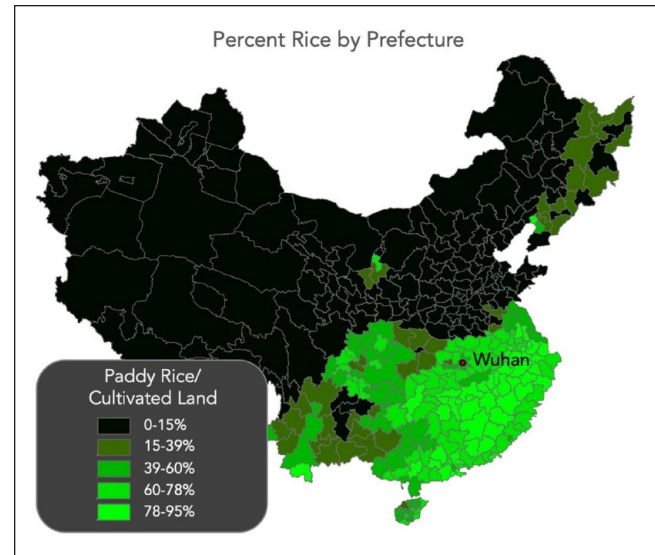 Percent Rice by Prefecture
Wuhan
Paddy Rice/
Cultivated Land
0-15%
15-39%
39-60%
60-78%
78-95%